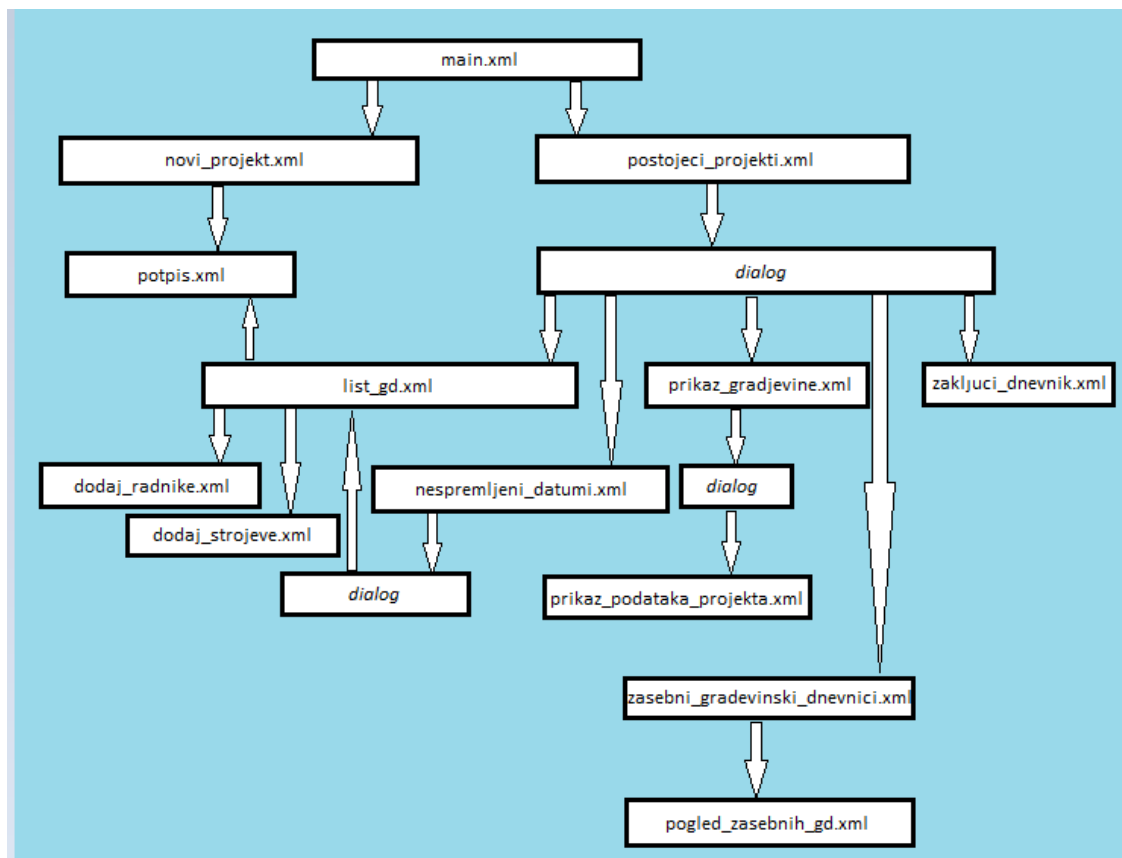 main.xml
novi_projekt.xml
postojeci_projekti.xml
potpis.xml
dialog
list_gd.xml
prikaz_gradjevine.xml
zakljuci_dnevnik.xml
dodaj_radnike.xml
nespremljeni_datumi.xml
dialog
dodaj_strojeve.xml
dialog
prikaz_podataka_projekta.xml
zasebni_gradevinski_dnevnici.xml
pogled_zasebnih_gd.xml